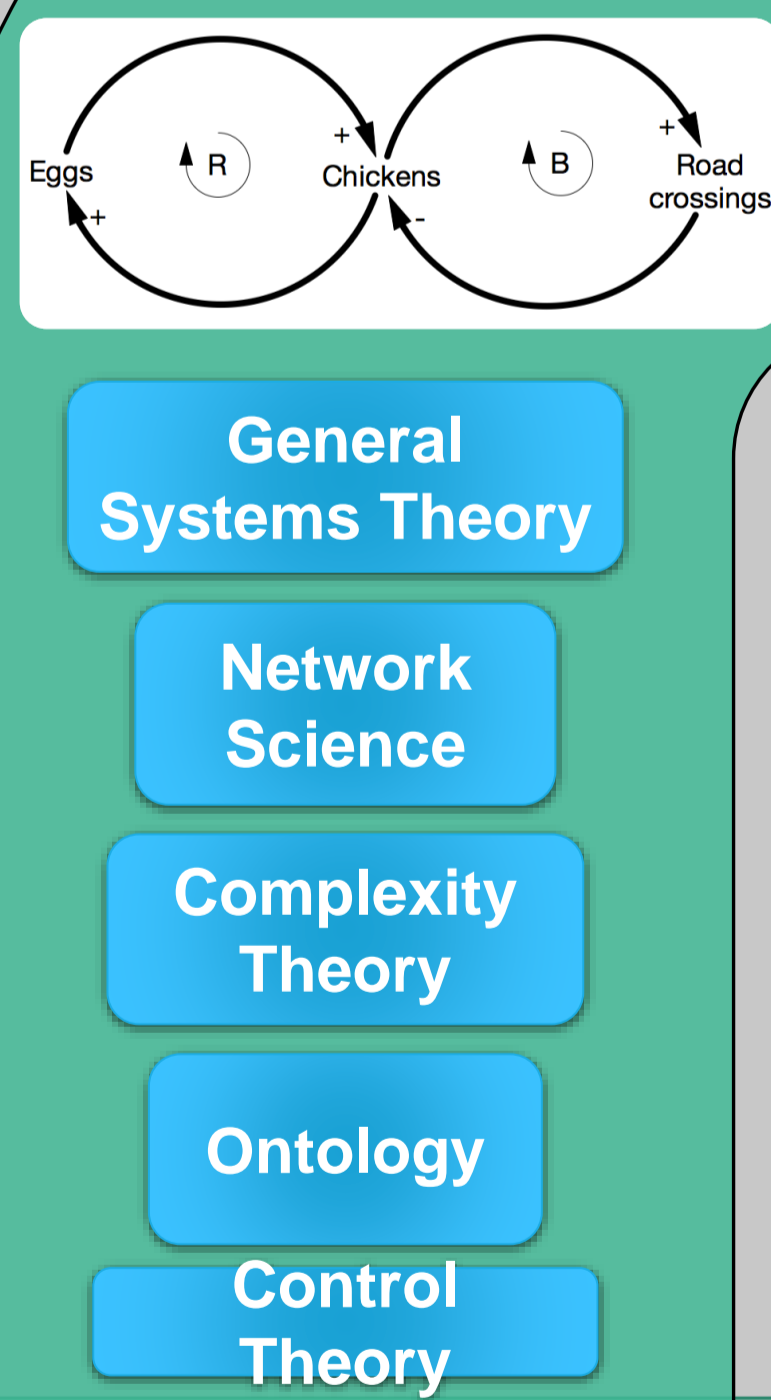 +
R
+
B
Eggs
Chickens
Road
crossings
+
-
General
Systems Theory
Network
Science
Complexity
Theory
Ontology
Control
Theory